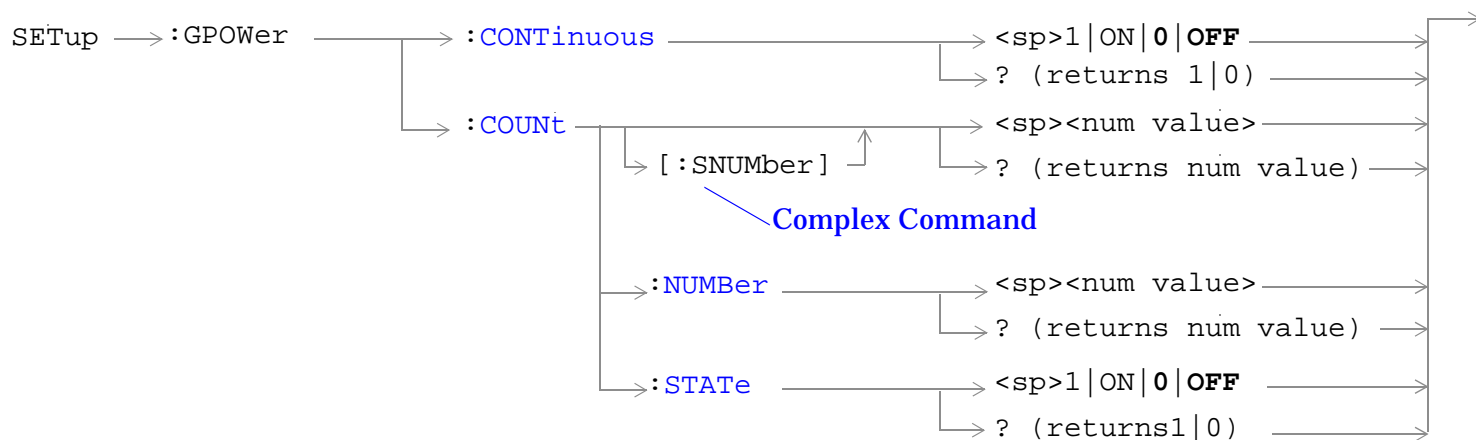 SETup :GPOWer :CONTinuous <sp>1|ON|0|OFF
? (returns 1|0)
:COUNt <sp><num value>
[:SNUMber] ? (returns num value)
Complex Command
:NUMBer <sp><num value>
? (returns num value)
:STATe <sp>1|ON|0|OFF
? (returns1|0)